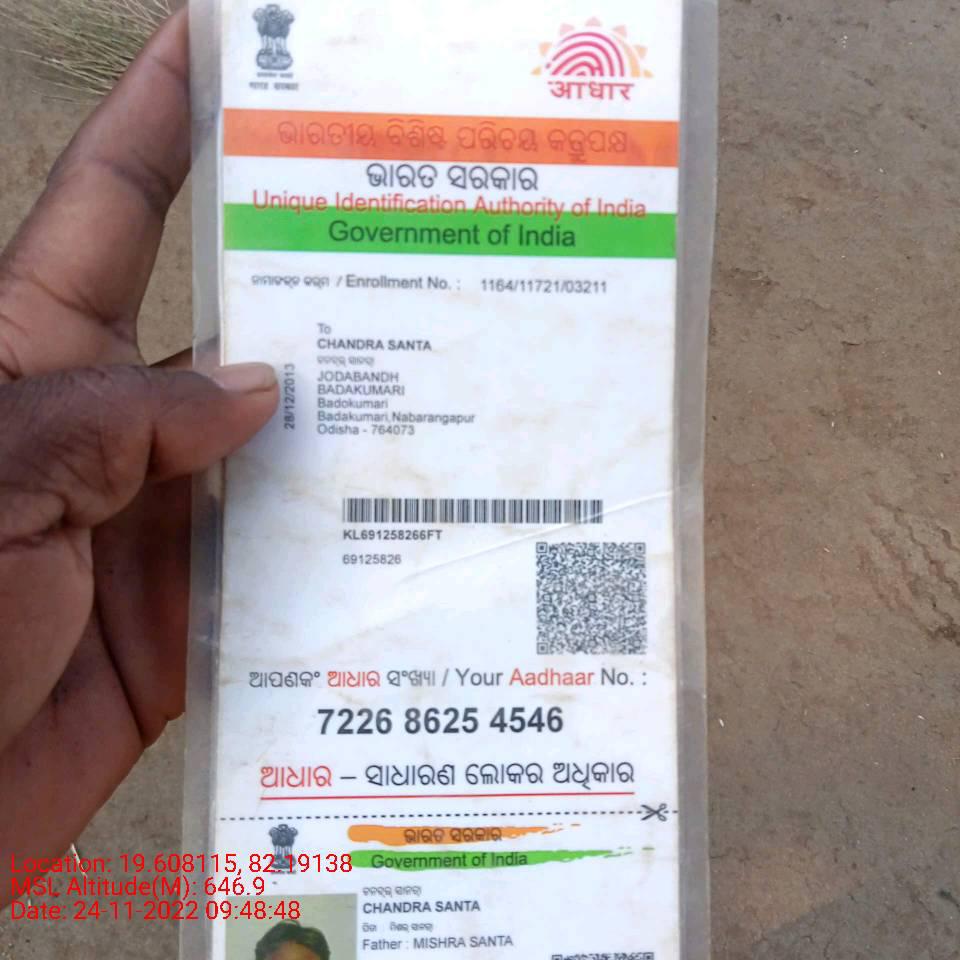 भारत सरकार
आधार
ଭାରତୀୟ ବିଶିଷ୍ଟ ପରିଚୟ କର୍ତୃପକ୍ଷ
ଭାରତ ସରକାର
Unique Identification Authority of India
Government of India
/ Enrollment No. : 1164/11721/03211
To
CHANDRA SANTA
JODABANDH
BADAKUMARI
Badokumari
Badakumari,Nabarangapur
Odisha - 764073
28/12/2013
KL691258266FT
69125826
ଆପଣଙ୍କ ଆଧାର ସଂଖ୍ୟା / Your Aadhaar No. :
7226 8625 4546
ଆଧାର – ସାଧାରଣ ଲୋକର ଅଧିକାର
ଭାରତ ସରକାର
Government of India
CHANDRA SANTA
Father : MISHRA SANTA
Location: 19.608115, 82.19138
MSL Altitude(M): 646.9
Date: 24-11-2022 09:48:48